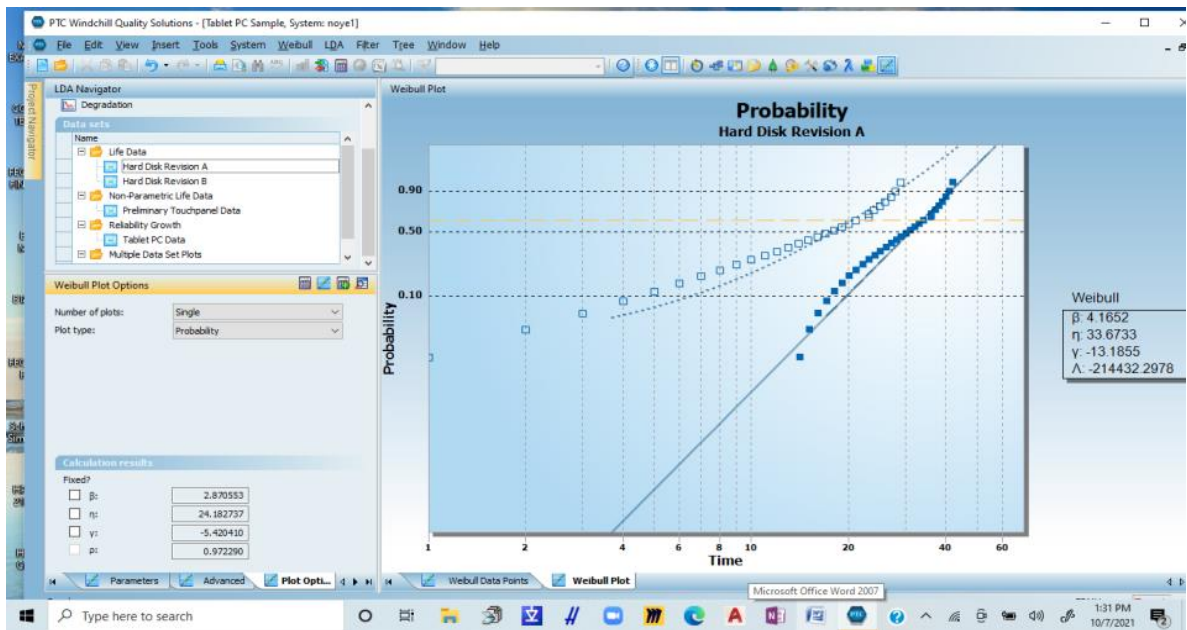 PTC Windchill Quality Solutions - [Tablet PC Sample, System: noye1]
File Edit View Insert Tools System Weibull LDA Filter Tree Window Help
Project Navigator
LDA Navigator
Degradation
Data sets
Name
Life Data
Hard Disk Revision A
Hard Disk Revision B
Non-Parametric Life Data
Preliminary Touchpanel Data
Reliability Growth
Tablet PC Data
Multiple Data Set Plots
Weibull Plot Options
Number of plots: Single
Plot type: Probability
Calculation results
Fixed?
β: 2.870553
η: 24.182737
γ: -5.420410
ρ: 0.972290
Parameters Advanced Plot Opti...
Weibull Plot
Probability
Hard Disk Revision A
Probability
0.90
0.50
0.10
1 2 4 6 8 10 20 40 60
Time
Weibull
β: 4.1652
η: 33.6733
γ: -13.1855
Λ: -214432.2978
Weibull Data Points Weibull Plot
Microsoft Office Word 2007
Type here to search
1:31 PM
10/7/2021